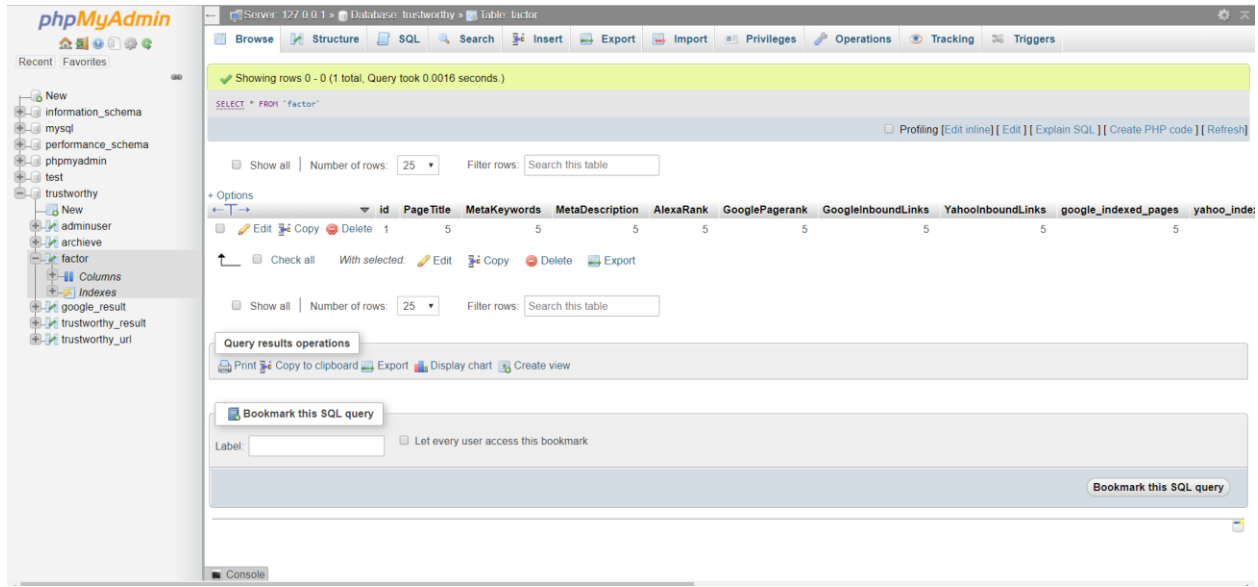 phpMyAdmin
Recent Favorites
New
information_schema
mysql
performance_schema
phpmyadmin
test
trustworthy
New
adminuser
archieve
factor
Columns
Indexes
google_result
trustworthy_result
trustworthy_url
Server: 127.0.0.1 » Database: trustworthy » Table: factor
Browse Structure SQL Search Insert Export Import Privileges Operations Tracking Triggers
Showing rows 0 - 0 (1 total, Query took 0.0016 seconds.)
SELECT * FROM `factor`
Profiling [Edit inline] [ Edit ] [ Explain SQL ] [ Create PHP code ] [ Refresh]
Show all | Number of rows: 25 Filter rows: Search this table
+ Options
←T→ id PageTitle MetaKeywords MetaDescription AlexaRank GooglePagerank GoogleInboundLinks YahooInboundLinks google_indexed_pages yahoo_inde
Edit Copy Delete 1 5 5 5 5 5 5 5 5
Check all With selected: Edit Copy Delete Export
Show all | Number of rows: 25 Filter rows: Search this table
Query results operations
Print Copy to clipboard Export Display chart Create view
Bookmark this SQL query
Label: Let every user access this bookmark
Bookmark this SQL query
Console